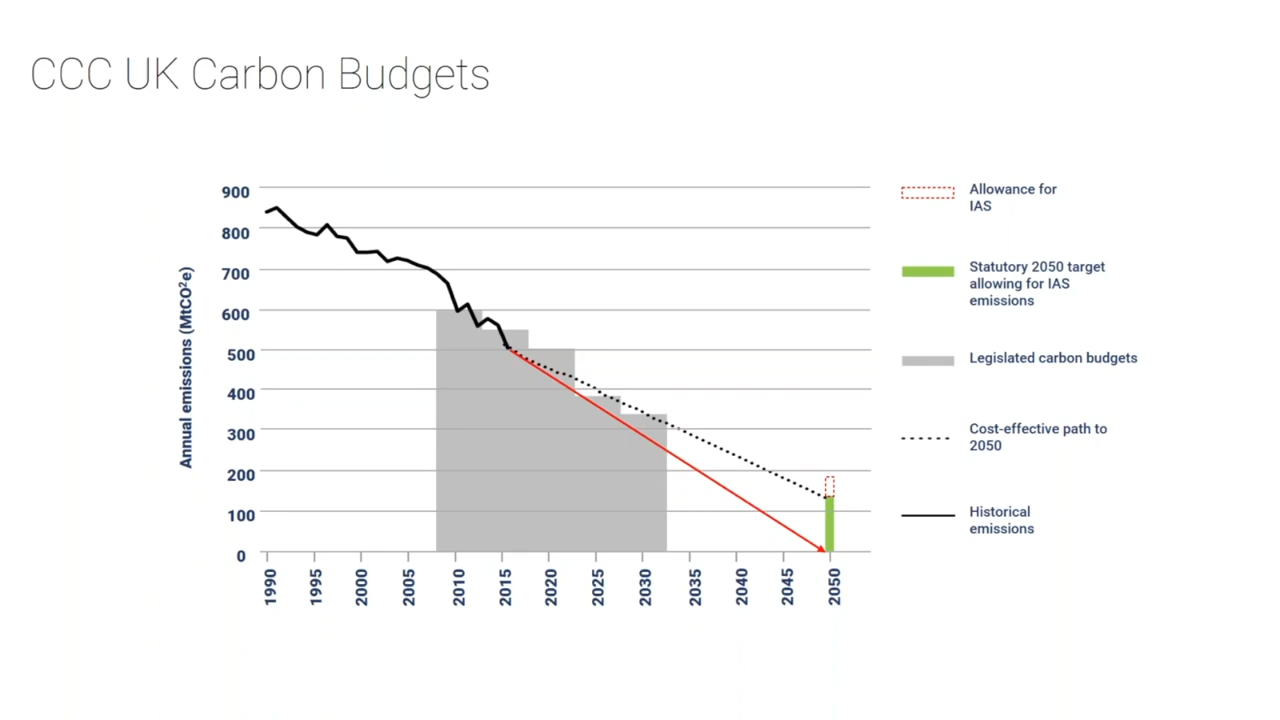 CCC UK Carbon Budgets
Annual emissions (MtCO²e)
900
800
700
600
500
400
300
200
100
0
1990
1995
2000
2005
2010
2015
2020
2025
2030
2035
2040
2045
2050
Allowance for
IAS
Statutory 2050 target
allowing for IAS
emissions
Legislated carbon budgets
Cost-effective path to
2050
Historical
emissions